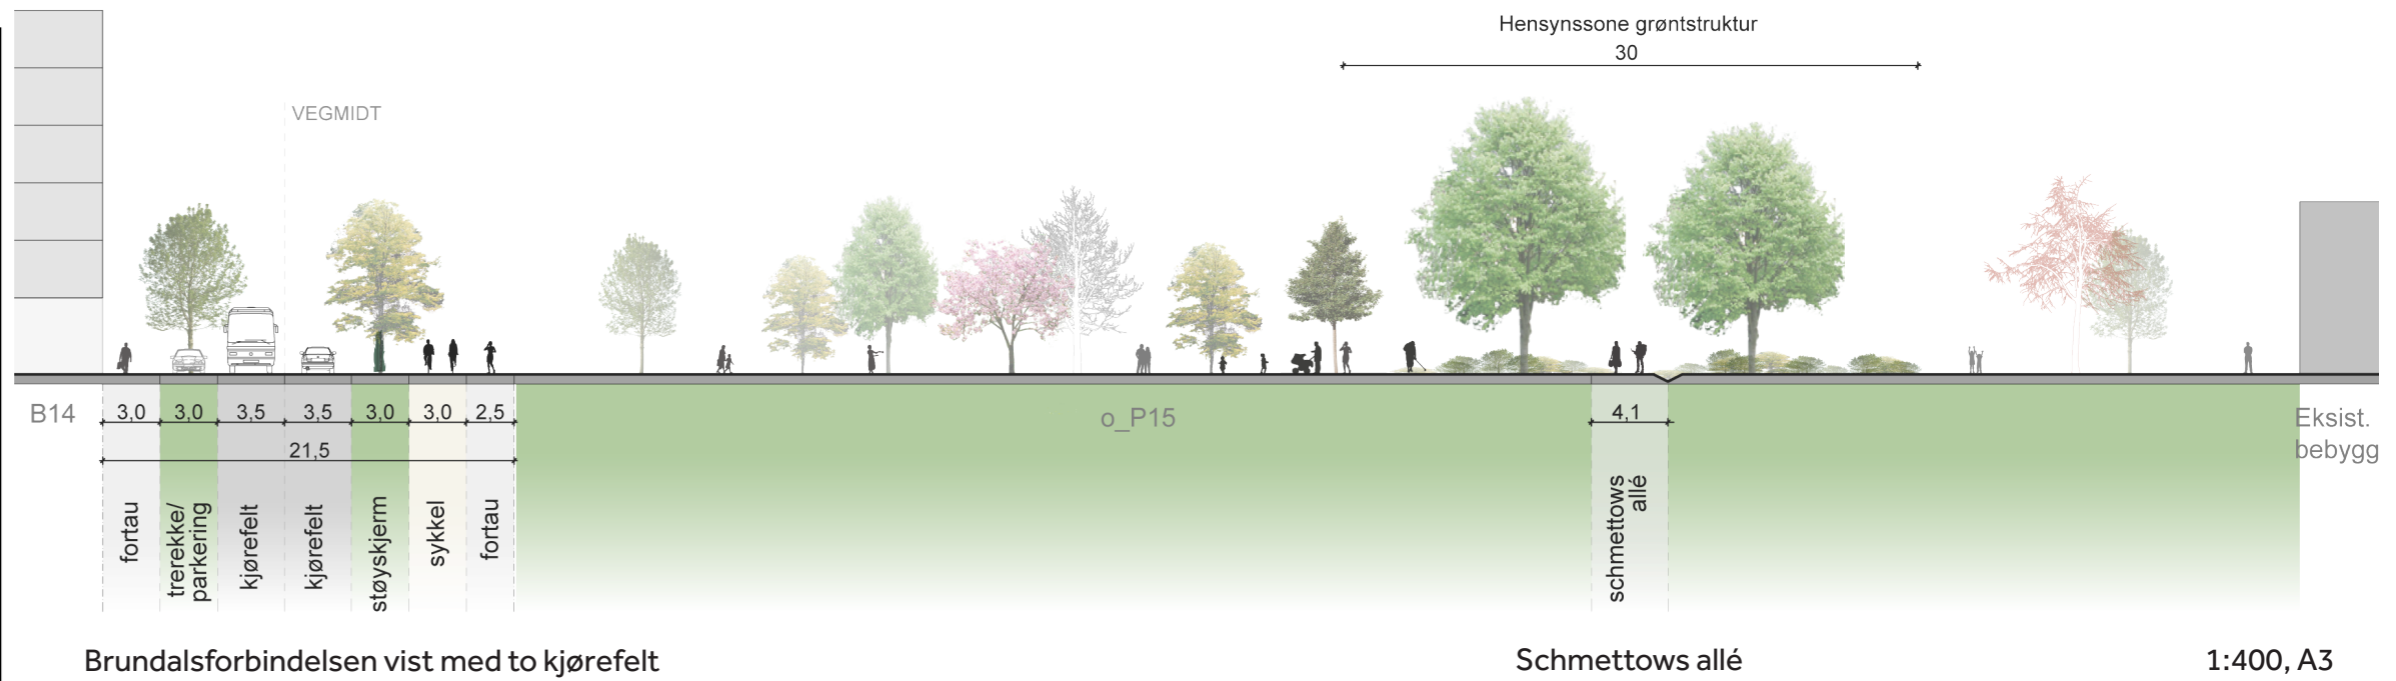 Hensynssone grøntstruktur
30
VEGMIDT
B14
3,0
3,0
3,5
3,5
3,0
3,0
2,5
21,5
o_P15
4,1
Eksist.
bebygg
fortau
trerekke/
parkering
kjørefelt
kjørefelt
støyskjerm
sykkel
fortau
schmettows
allé
Brundalsforbindelsen vist med to kjørefelt
Schmettows allé
1:400, A3